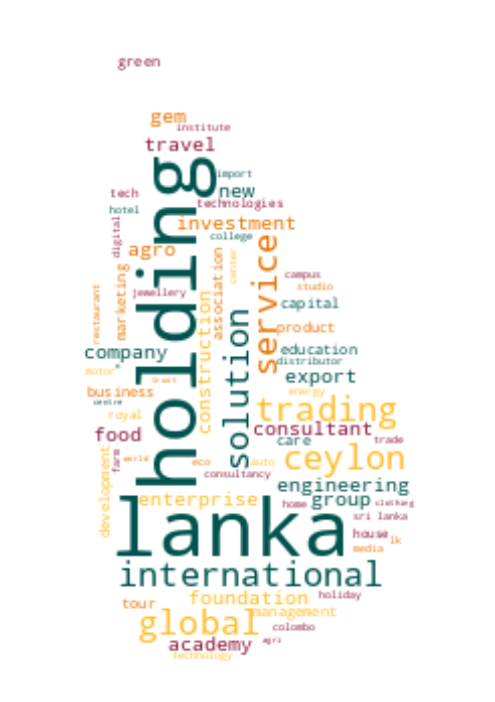 green
gem
institute
travel
import
holding
tech
new
technologies
hotel
digital
investment
college
agro
association
center
service
campus
studio
restaurant
marketing
jewellery
construction
capital
solution
product
company
education
distributor
motor
trust
export
business
energy
centre
royal
trading
food
consultant
care
trade
development
farm
world
eco
auto
ceylon
consultancy
engineering
enterprise
group
home
clothing
lanka
sri lanka
house
lk
media
international
foundation
holiday
tour
management
global
colombo
academy
agri
technology